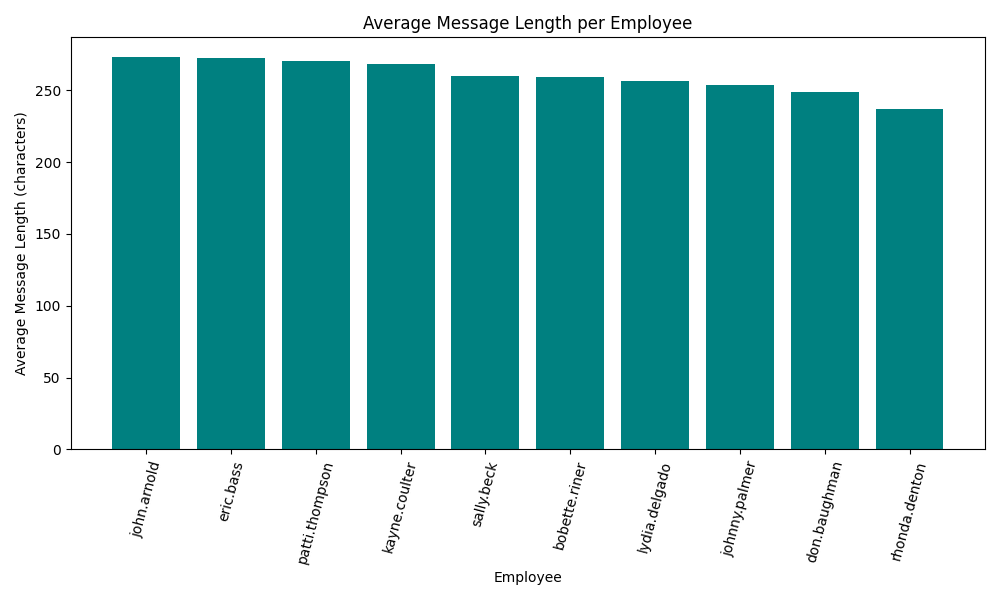 Average Message Length per Employee
Average Message Length (characters)
250
200
150
100
50
0
john.arnold
eric.bass
patti.thompson
kayne.coulter
sally.beck
bobette.riner
lydia.delgado
johnny.palmer
don.baughman
rhonda.denton
Employee